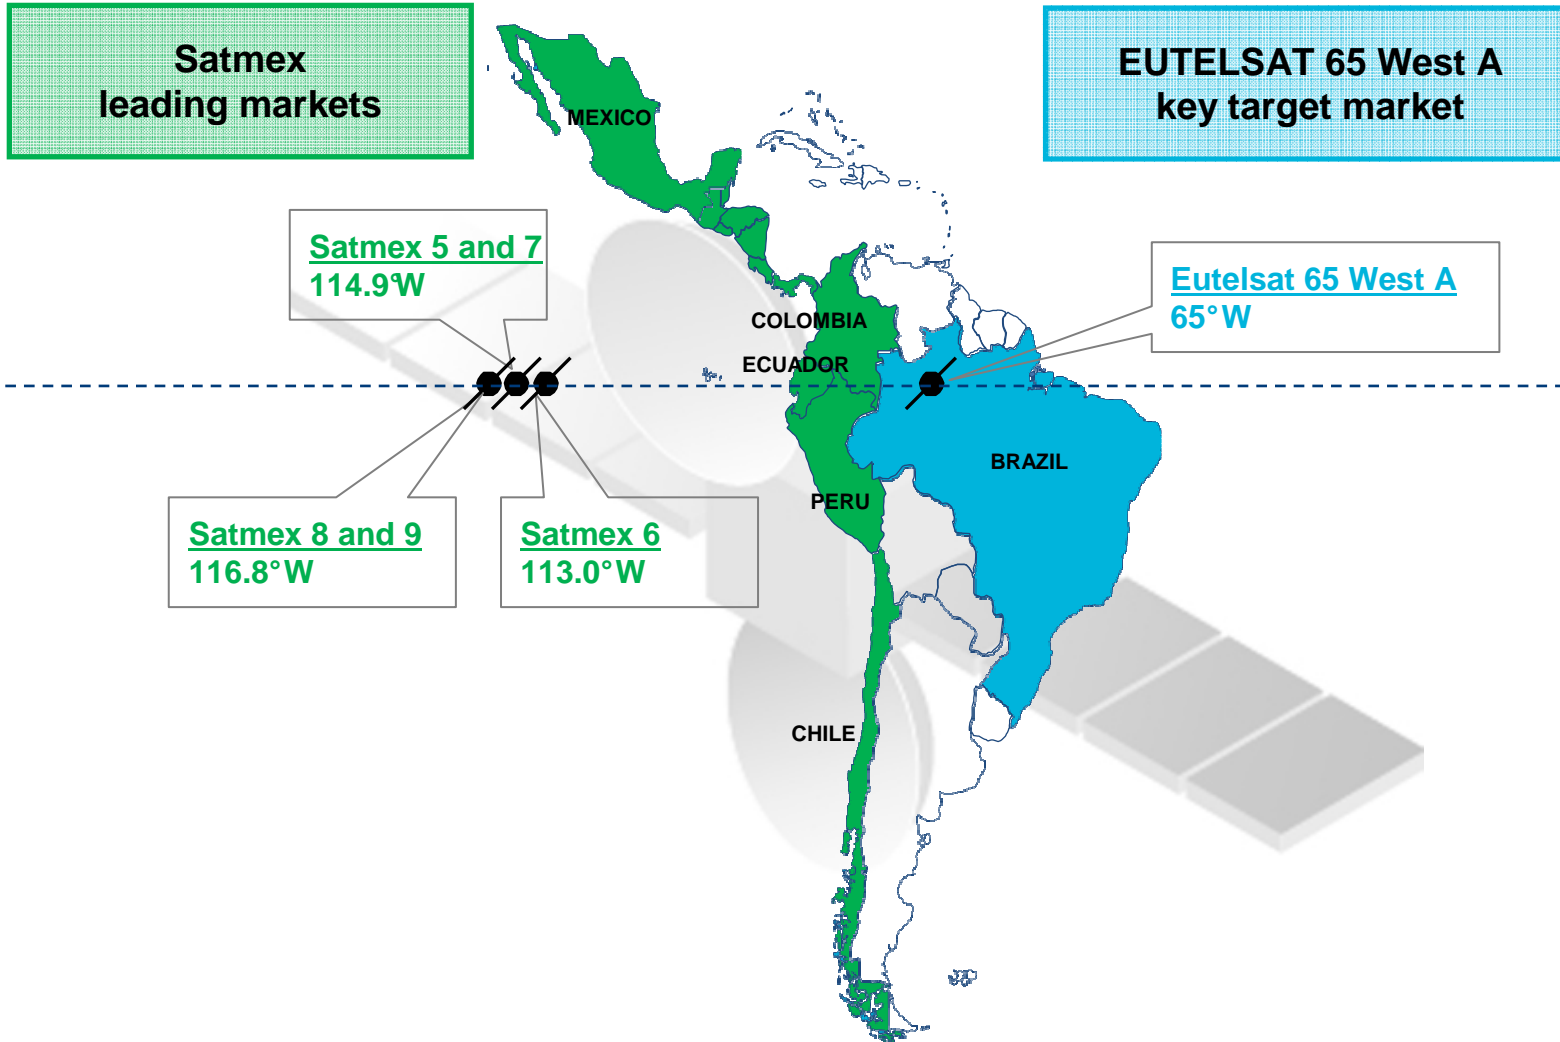 Satmex
leading markets
EUTELSAT 65 West A
key target market
MEXICO
Satmex 5 and 7
114.9°W
Eutelsat 65 West A
65°W
COLOMBIA
ECUADOR
BRAZIL
PERU
Satmex 8 and 9
116.8°W
Satmex 6
113.0°W
CHILE